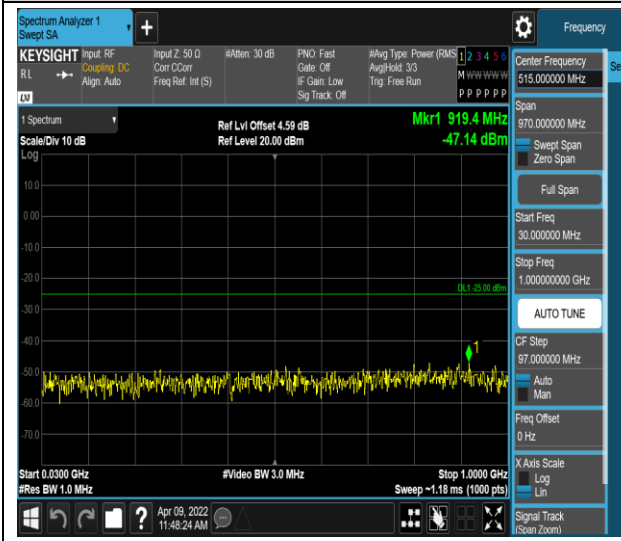 Spectrum Analyzer 1
Swept SA
+
Frequency
KEYSIGHT
RL
LXI
Input: RF
Coupling: DC
Align: Auto
Input Z: 50 Ω
Corr CCorr
Freq Ref: Int (S)
#Atten: 30 dB
PNO: Fast
Gate: Off
IF Gain: Low
Sig Track: Off
#Avg Type: Power (RMS
Avg|Hold: 3/3
Trig: Free Run
1 2 3 4 5 6
M W W W W W
P P P P P P
Center Frequency
515.000000 MHz
Se
1 Spectrum
Scale/Div 10 dB
Ref Lvl Offset 4.59 dB
Ref Level 20.00 dBm
Mkr1 919.4 MHz
-47.14 dBm
Log
10.0
0.00
-10.0
-20.0
-30.0
-40.0
-50.0
-60.0
-70.0
DL1 -25.00 dBm
1
Span
970.000000 MHz
Swept Span
Zero Span
Full Span
Start Freq
30.000000 MHz
Stop Freq
1.000000000 GHz
AUTO TUNE
CF Step
97.000000 MHz
Auto
Man
Freq Offset
0 Hz
X Axis Scale
Log
Lin
Signal Track
(Span Zoom)
Start 0.0300 GHz
#Res BW 1.0 MHz
#Video BW 3.0 MHz
Stop 1.0000 GHz
Sweep ~1.18 ms (1000 pts)
?
Apr 09, 2022
11:48:24 AM